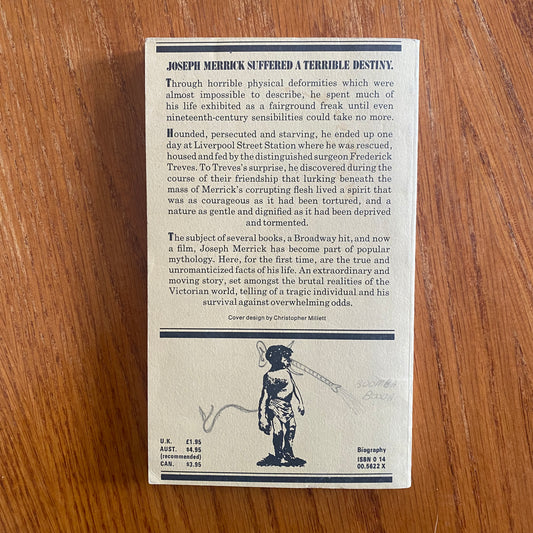 JOSEPH MERRICK SUFFERED A TERRIBLE DESTINY.
Through horrible physical deformities which were
almost impossible to describe, he spent much of
his life exhibited as a fairground freak until even
nineteenth-century sensibilities could take no more.
Hounded, persecuted and starving, he ended up one
day at Liverpool Street Station where he was rescued,
housed and fed by the distinguished surgeon Frederick
Treves. To Treves's surprise, he discovered during the
course of their friendship that lurking beneath the
mass of Merrick's corrupting flesh lived a spirit that
was as courageous as it had been tortured, and a
nature as gentle and dignified as it had been deprived
and tormented.
The subject of several books, a Broadway hit, and now
a film, Joseph Merrick has become part of popular
mythology. Here, for the first time, are the true and
unromanticized facts of his life. An extraordinary and
moving story, set amongst the brutal realities of the
Victorian world, telling of a tragic individual and his
survival against overwhelming odds.
Cover design by Christopher Millett
U.K. £1.95
AUST. $4.95
(recommended)
CAN. $3.95
Biography
ISBN 0 14
00.5622 X